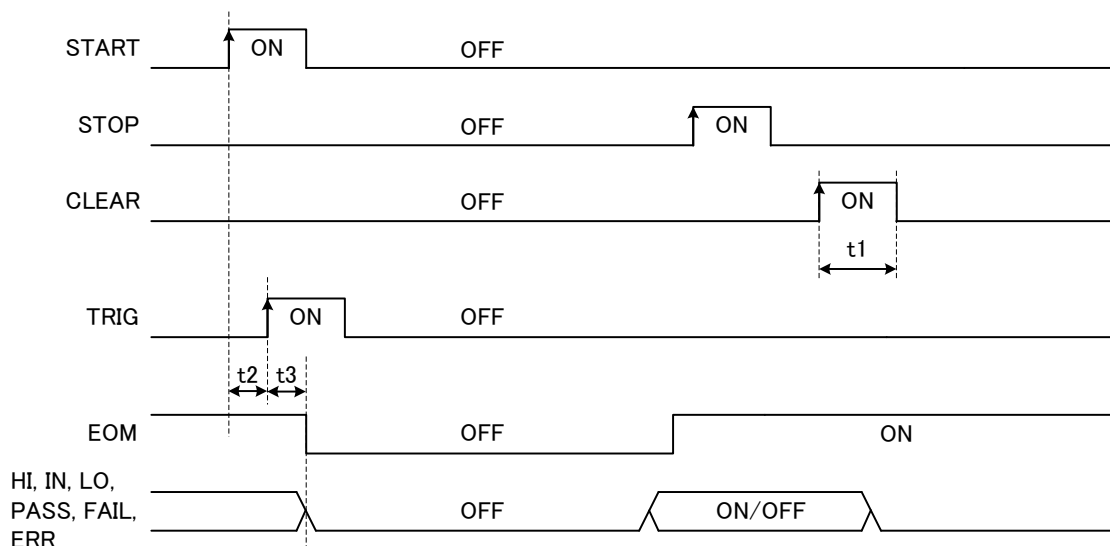 START ON OFF
STOP OFF ON
CLEAR OFF ON
t1
TRIG ON OFF
t2 t3
EOM OFF ON
HI, IN, LO,
PASS, FAIL, OFF ON/OFF
ERR